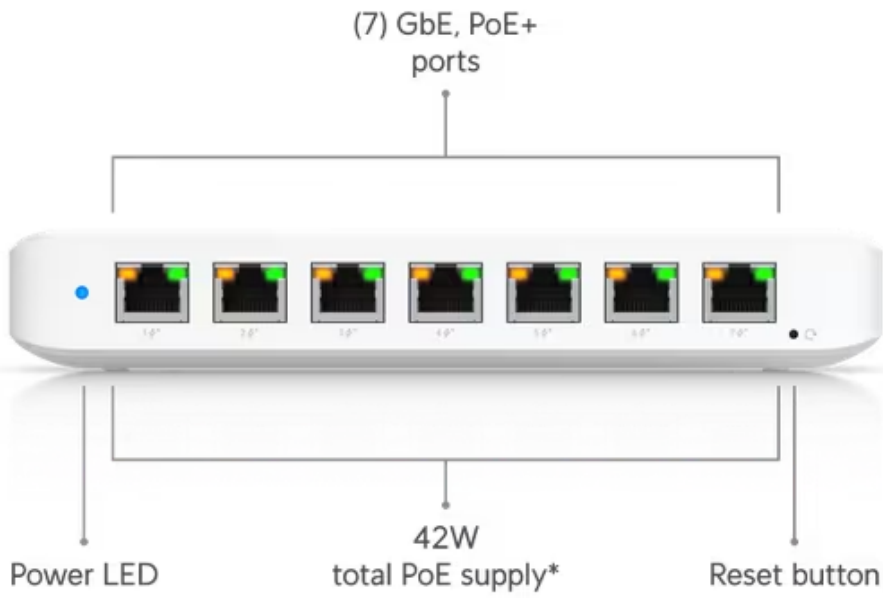 (7) GbE, PoE+
ports
42W
total PoE supply*
Power LED
Reset button